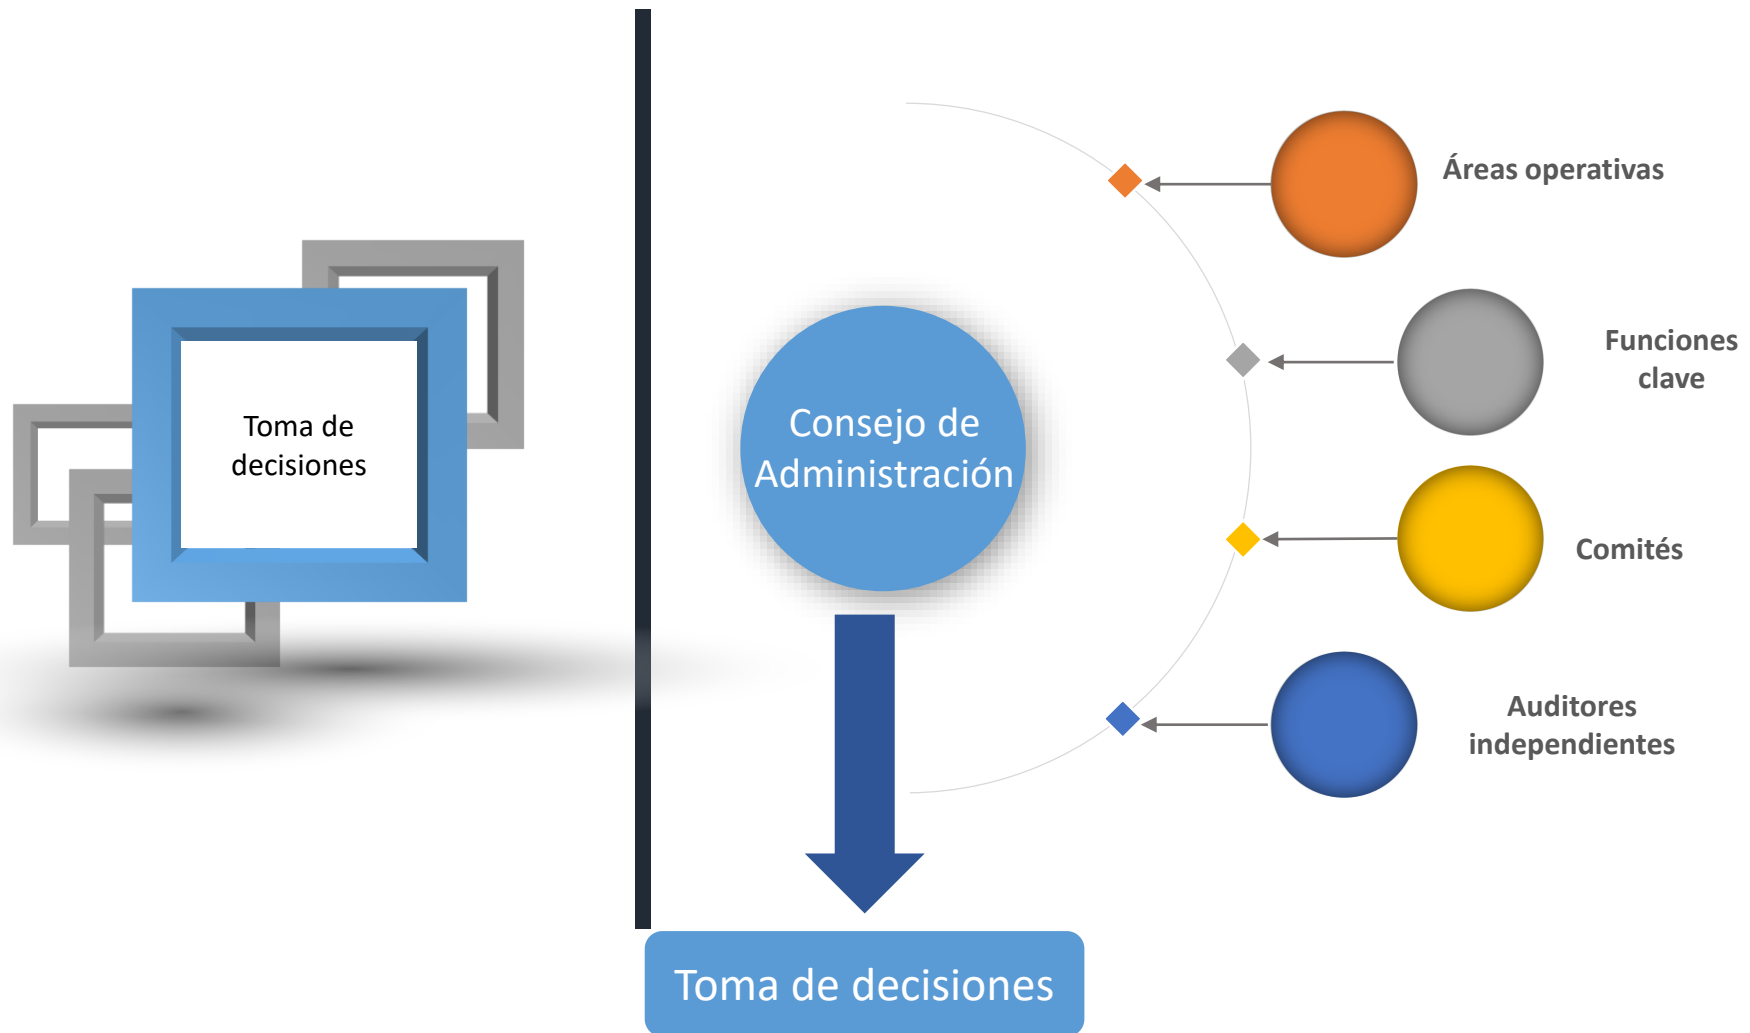 Toma de
decisiones
Consejo de
Administración
Áreas operativas
Funciones
clave
Comités
Auditores
independientes
Toma de decisiones